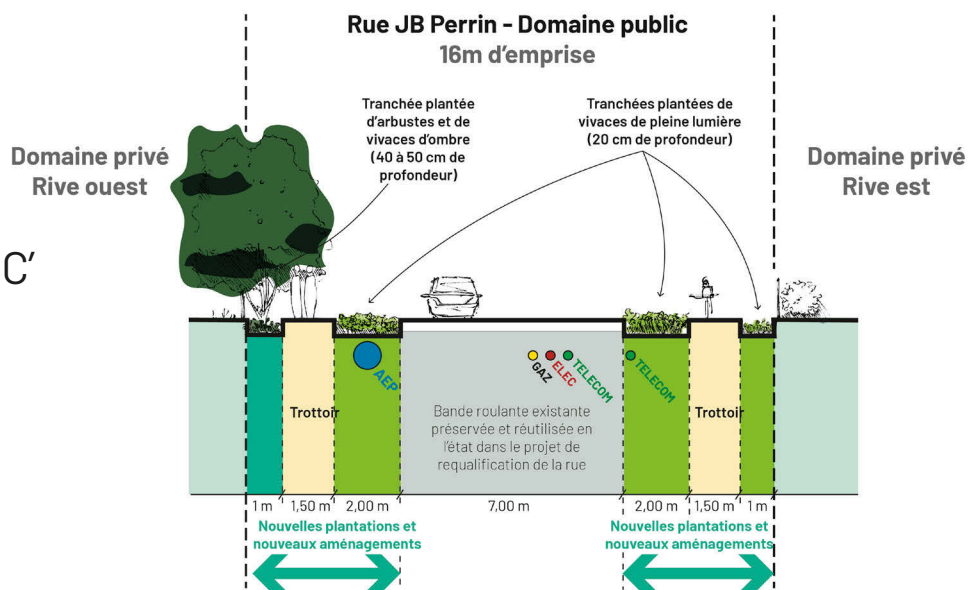 Rue JB Perrin - Domaine public
16m d’emprise
Tranchée plantée
d’arbustes et de
vivaces d’ombre
(40 à 50 cm de
profondeur)
Tranchées plantées de
vivaces de pleine lumière
(20 cm de profondeur)
Domaine privé
Rive ouest
Domaine privé
Rive est
C’
AEP
GAZ
ELEC
TELECOM
TELECOM
Trottoir
Bande roulante existante
préservée et réutilisée en
l’état dans le projet de
requalification de la rue
Trottoir
1 m
1,50 m
2,00 m
7,00 m
2,00 m
1,50 m
1 m
Nouvelles plantations et
nouveaux aménagements
Nouvelles plantations et
nouveaux aménagements